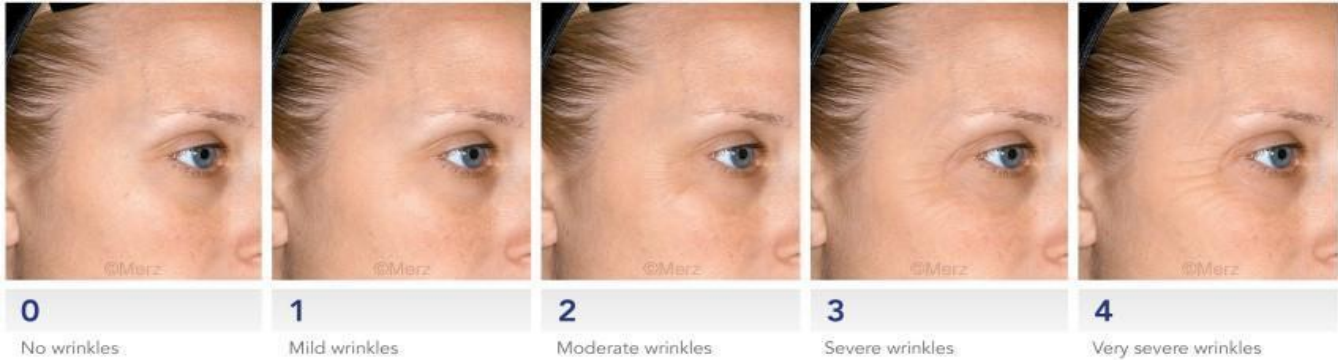 ©Merz
©Merz
©Merz
©Merz
©Merz
0
1
2
3
4
No wrinkles
Mild wrinkles
Moderate wrinkles
Severe wrinkles
Very severe wrinkles